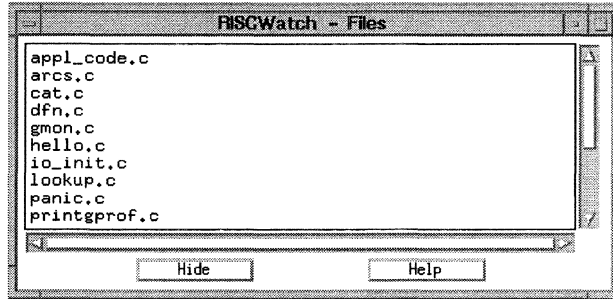 RISCWatch - Files
appl_code.c
arcs.c
cat.c
dfn.c
gmon.c
hello.c
io_init.c
lookup.c
panic.c
printgprof.c
Hide Help